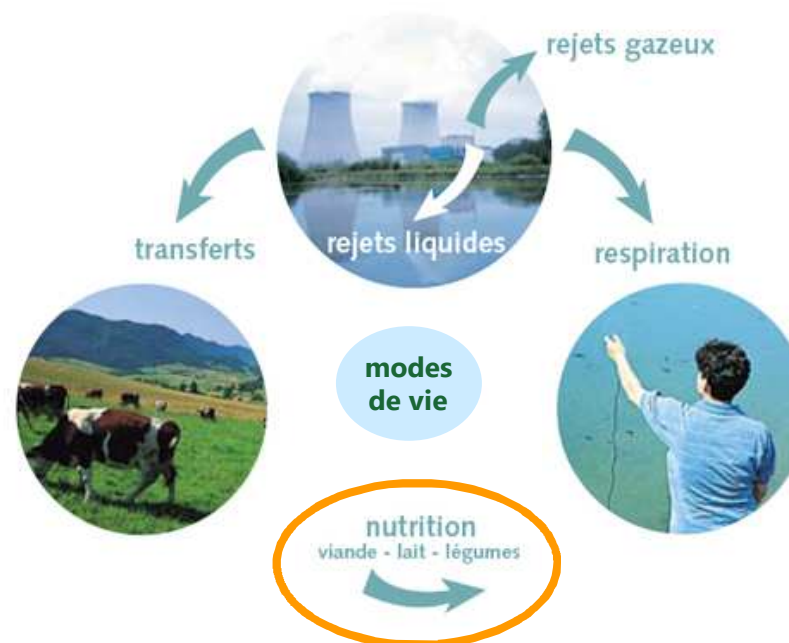 rejets gazeux
rejets liquides
transferts
respiration
modes
de vie
nutrition
viande - lait - légumes